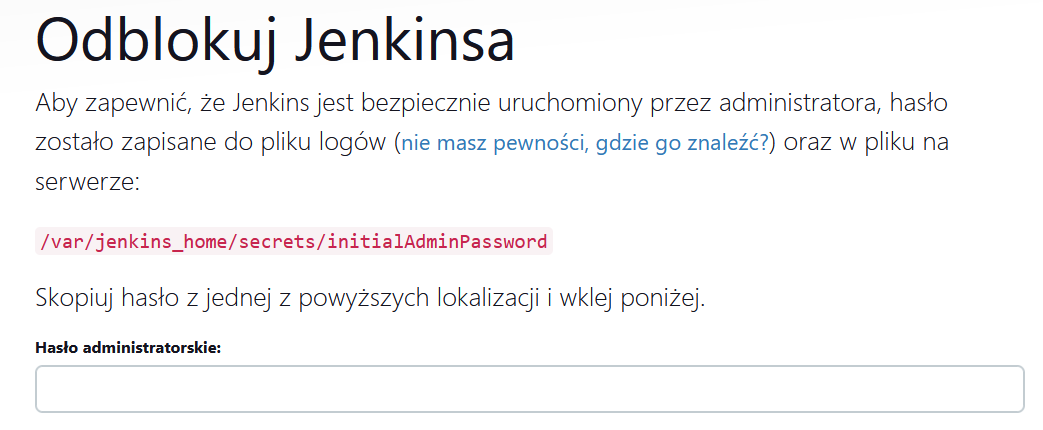 Odblokuj Jenkinsa
Aby zapewnić, że Jenkins jest bezpiecznie uruchomiony przez administratora, hasło
zostało zapisane do pliku logów (nie masz pewności, gdzie go znaleźć?) oraz w pliku na
serwerze:
/var/jenkins_home/secrets/initialAdminPassword
Skopiuj hasło z jednej z powyższych lokalizacji i wklej poniżej.
Hasło administratorskie: